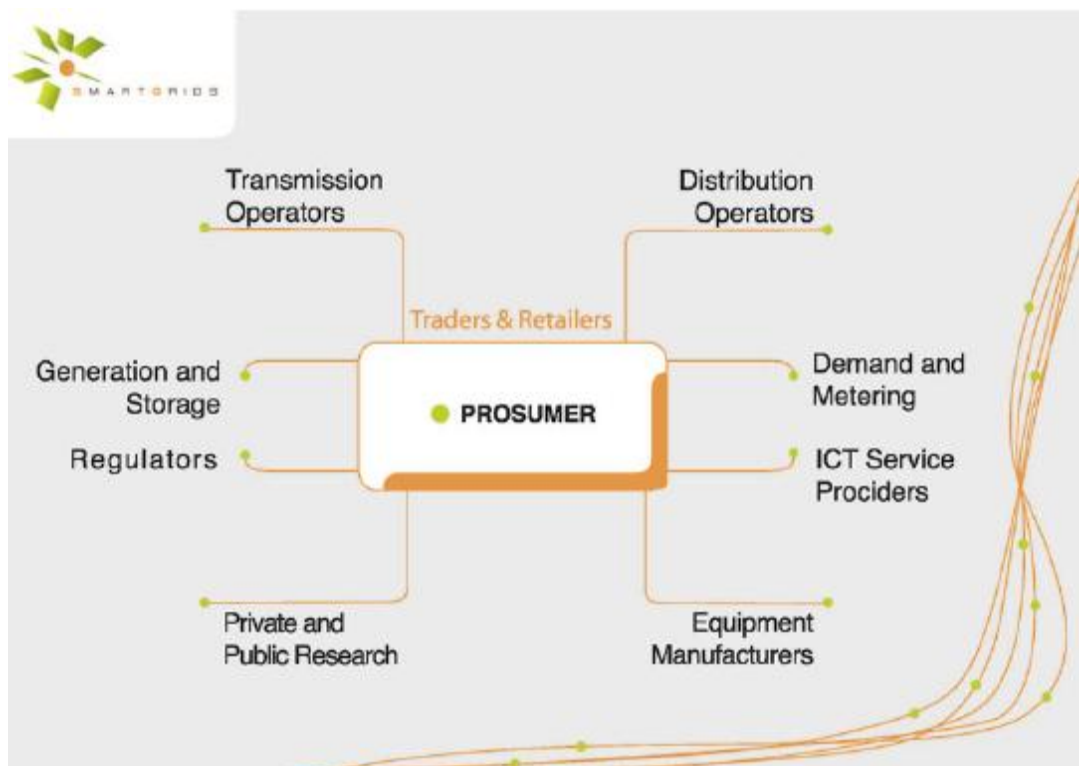 SMARTGRIDS
Transmission
Operators
Distribution
Operators
Traders & Retailers
Generation and
Storage
Demand and
Metering
PROSUMER
Regulators
ICT Service
Prociders
Private and
Public Research
Equipment
Manufacturers